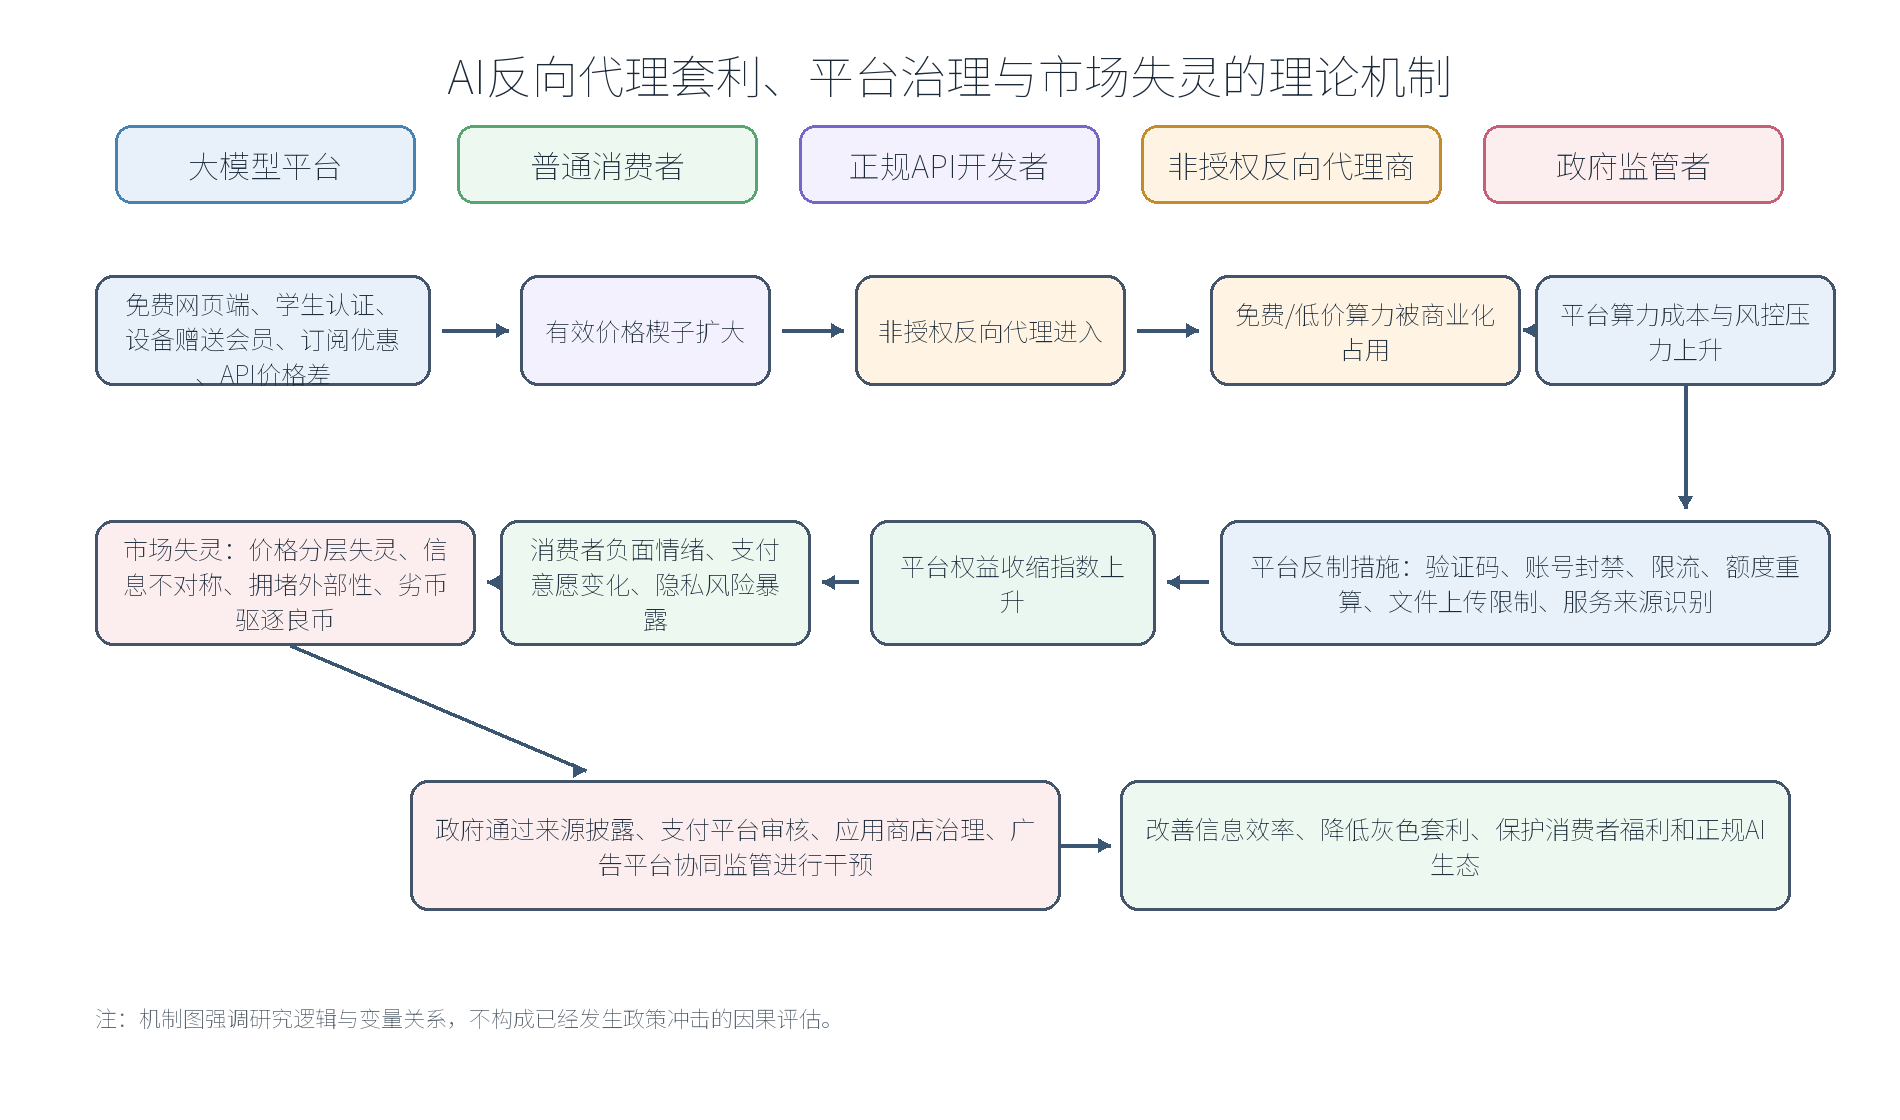 AI反向代理套利、平台治理与市场失灵的理论机制
大模型平台
普通消费者
正规API开发者
非授权反向代理商
政府监管者
免费网页端、学生认证、
设备赠送会员、订阅优惠
、API价格差
有效价格楔子扩大
非授权反向代理进入
免费/低价算力被商业化
占用
平台算力成本与风控压
力上升
市场失灵：价格分层失灵、信
息不对称、拥堵外部性、劣币
驱逐良币
消费者负面情绪、支付
意愿变化、隐私风险暴
露
平台权益收缩指数上
升
平台反制措施：验证码、账号封禁、限流、额度重
算、文件上传限制、服务来源识别
政府通过来源披露、支付平台审核、应用商店治理、广
告平台协同监管进行干预
改善信息效率、降低灰色套利、保护消费者福利和正规AI
生态
注：机制图强调研究逻辑与变量关系，不构成已经发生政策冲击的因果评估。